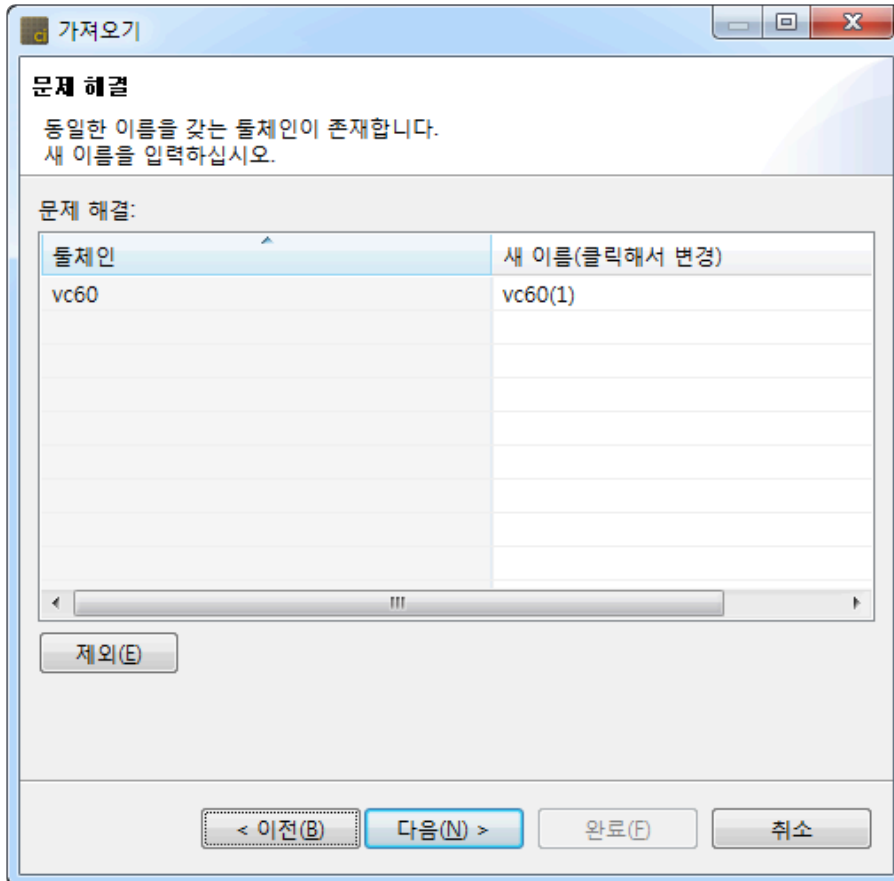 ci 가져오기
문제 해결
동일한 이름을 갖는 툴체인이 존재합니다.
새 이름을 입력하십시오.
문제 해결:
툴체인 새 이름(클릭해서 변경)
vc60 vc60(1)
제외(E)
< 이전(B) 다음(N) > 완료(F) 취소